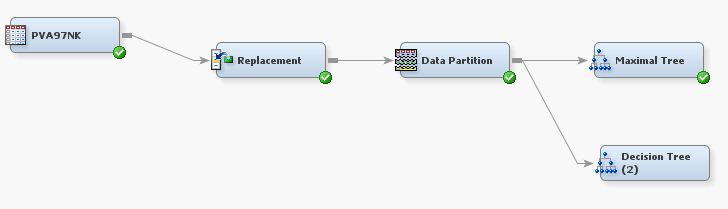 PVA97NK
Replacement
Data Partition
Maximal Tree
Decision Tree
(2)